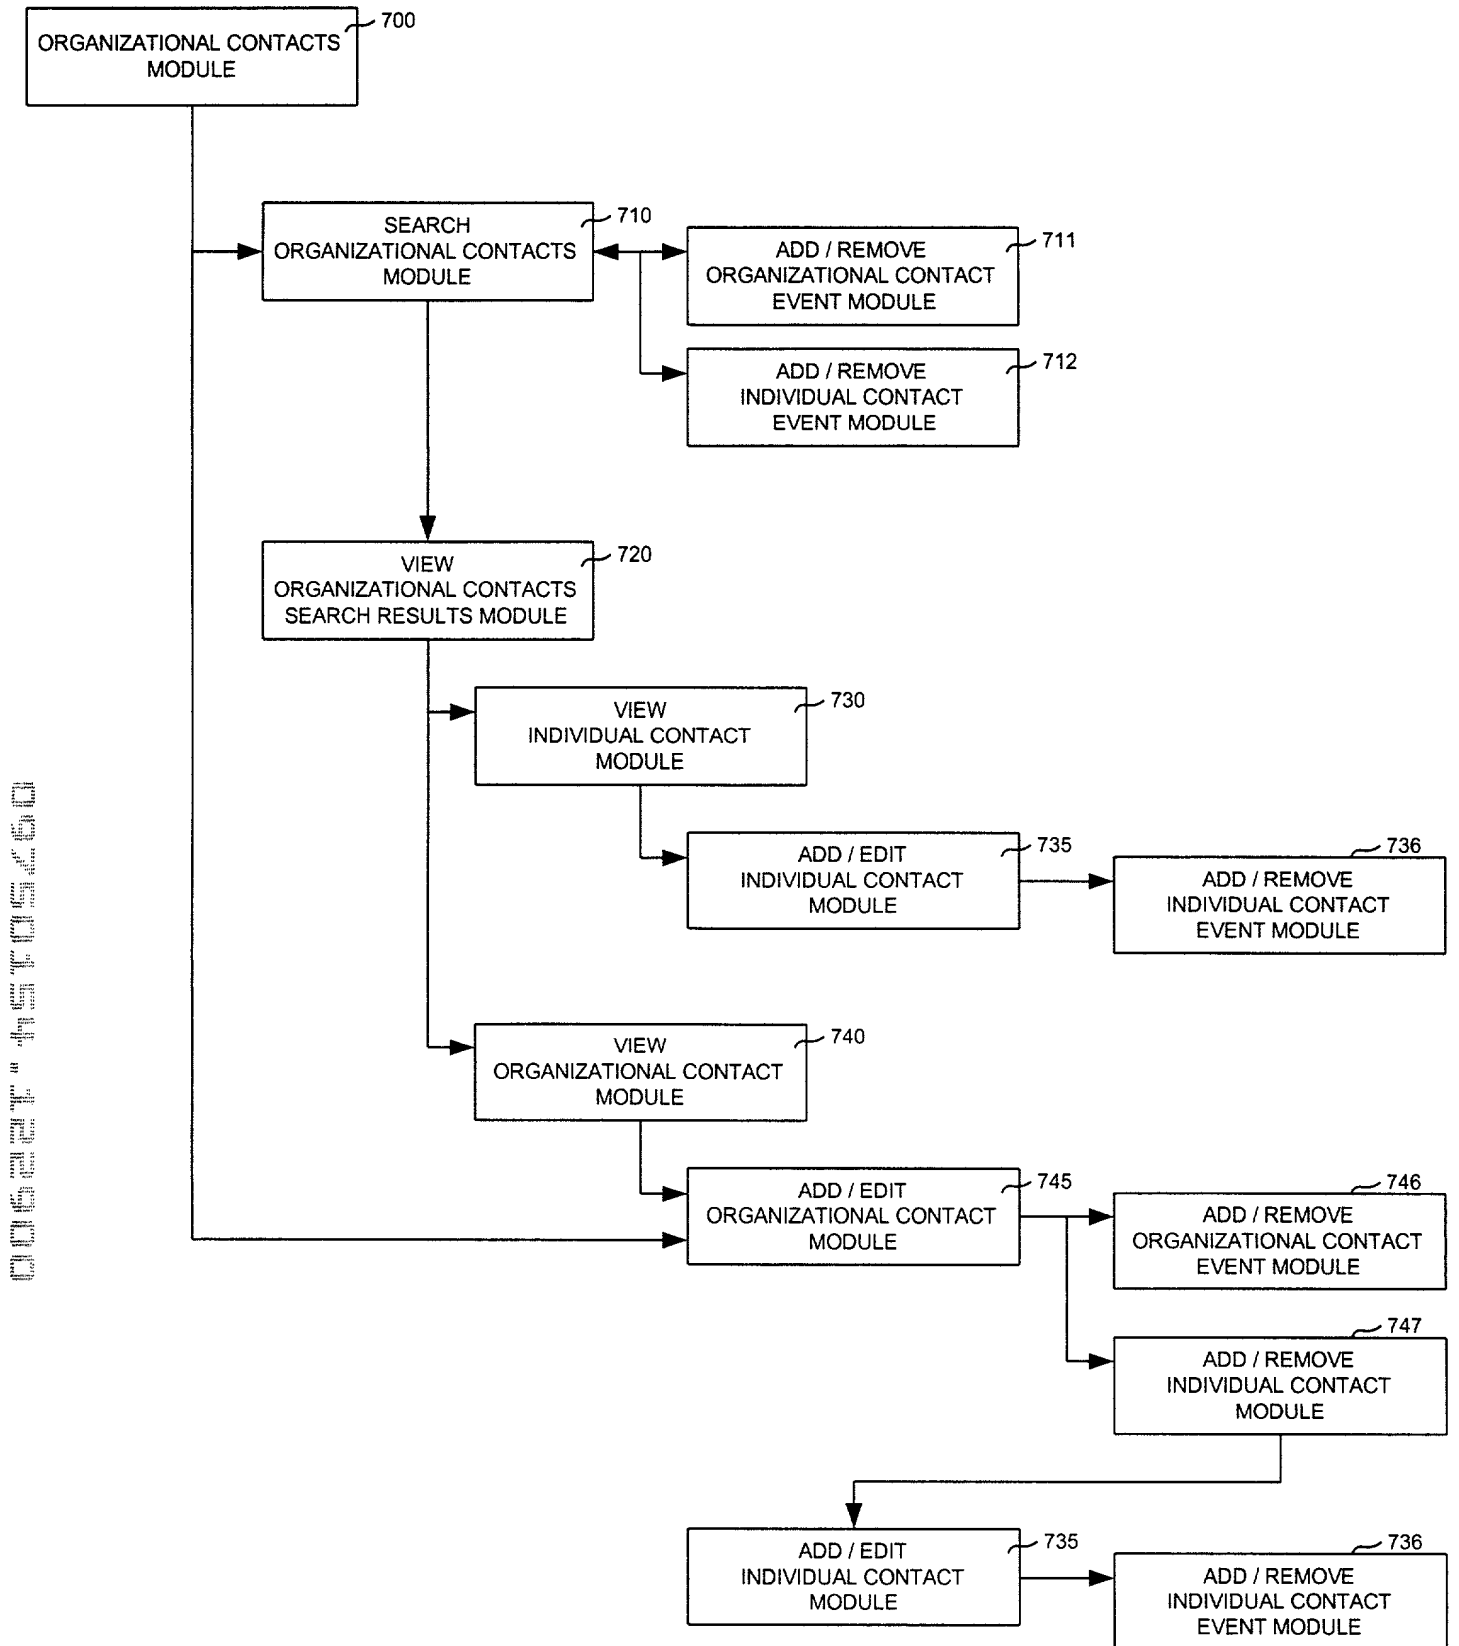 700
ORGANIZATIONAL CONTACTS
MODULE
710
SEARCH
ORGANIZATIONAL CONTACTS
MODULE
711
ADD / REMOVE
ORGANIZATIONAL CONTACT
EVENT MODULE
712
ADD / REMOVE
INDIVIDUAL CONTACT
EVENT MODULE
720
VIEW
ORGANIZATIONAL CONTACTS
SEARCH RESULTS MODULE
730
VIEW
INDIVIDUAL CONTACT
MODULE
735
ADD / EDIT
INDIVIDUAL CONTACT
MODULE
736
ADD / REMOVE
INDIVIDUAL CONTACT
EVENT MODULE
740
VIEW
ORGANIZATIONAL CONTACT
MODULE
745
ADD / EDIT
ORGANIZATIONAL CONTACT
MODULE
746
ADD / REMOVE
ORGANIZATIONAL CONTACT
EVENT MODULE
747
ADD / REMOVE
INDIVIDUAL CONTACT
MODULE
735
ADD / EDIT
INDIVIDUAL CONTACT
MODULE
736
ADD / REMOVE
INDIVIDUAL CONTACT
EVENT MODULE